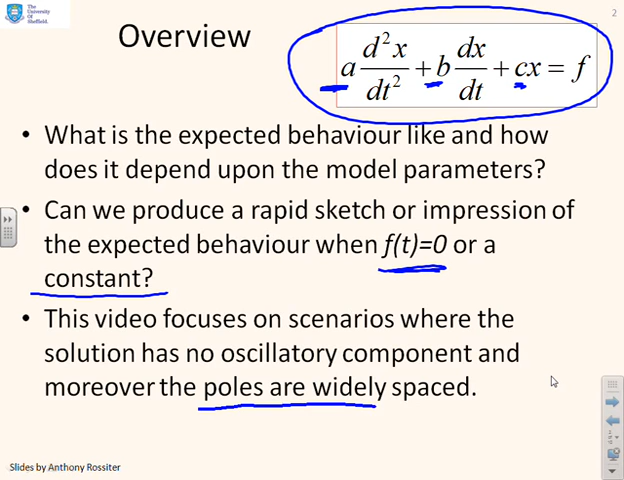 The
University
Of
Sheffield.
2
Overview
a d²x/dt² + b dx/dt + cx = f
• What is the expected behaviour like and how
does it depend upon the model parameters?
• Can we produce a rapid sketch or impression of
the expected behaviour when f(t)=0 or a
constant?
• This video focuses on scenarios where the
solution has no oscillatory component and
moreover the poles are widely spaced.
Slides by Anthony Rossiter